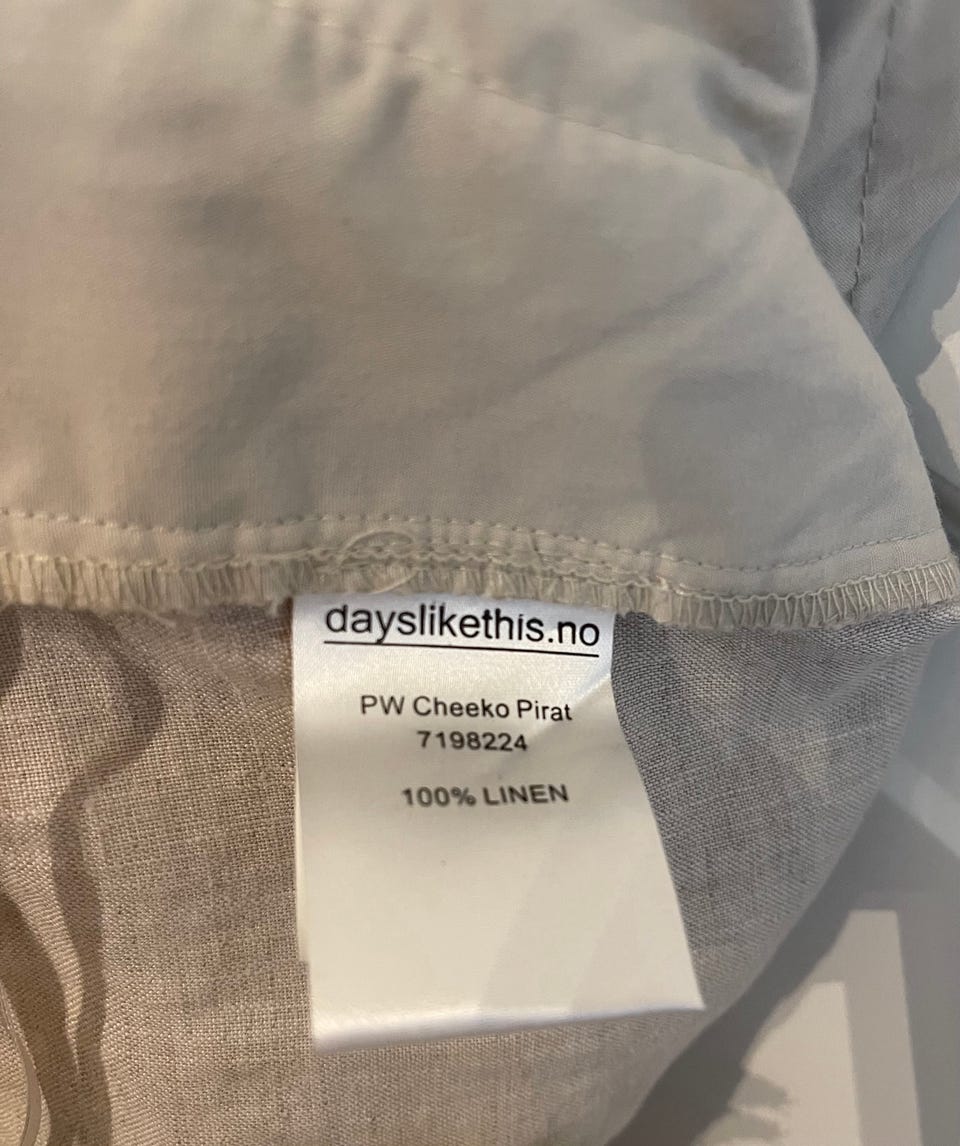 dayslikethis.no
PW Cheeko Pirat
7198224
100% LINEN